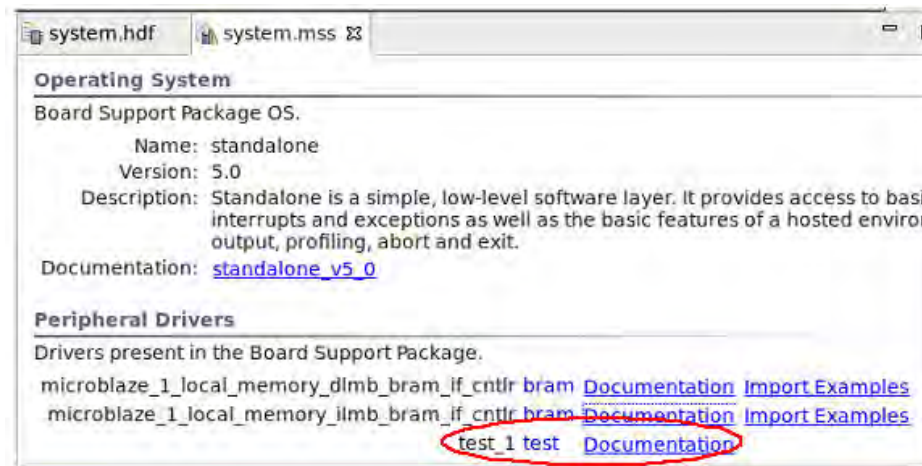 system.hdf system.mss
Operating System
Board Support Package OS.
Name: standalone
Version: 5.0
Description: Standalone is a simple, low-level software layer. It provides access to basi
interrupts and exceptions as well as the basic features of a hosted enviror
output, profiling, abort and exit.
Documentation: standalone_v5_0
Peripheral Drivers
Drivers present in the Board Support Package.
microblaze_1_local_memory_dlmb_bram_if_cntlr bram Documentation Import Examples
microblaze_1_local_memory_ilmb_bram_if_cntlr bram Documentation Import Examples
test_1 test Documentation